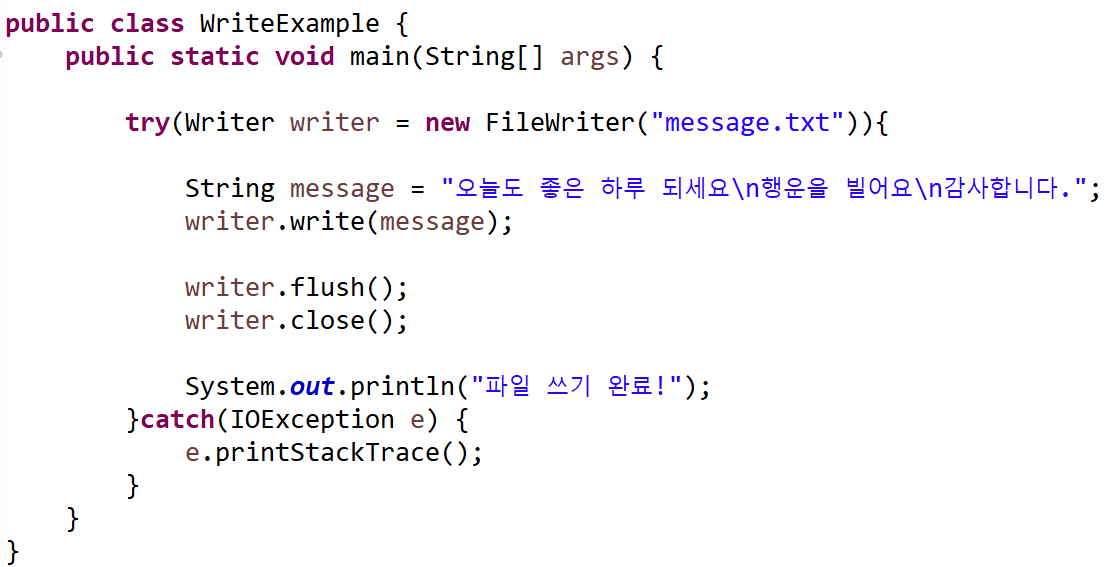 public class WriteExample {
public static void main(String[] args) {
try(Writer writer = new FileWriter("message.txt")){
String message = "오늘도 좋은 하루 되세요\n행운을 빌어요\n감사합니다.";
writer.write(message);
writer.flush();
writer.close();
System.out.println("파일 쓰기 완료!");
}catch(IOException e) {
e.printStackTrace();
}
}
}